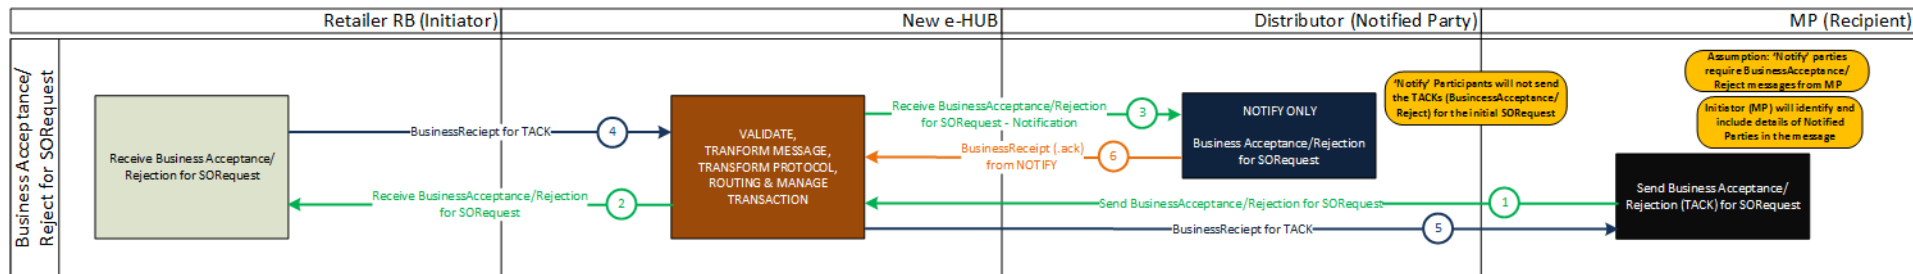 Retailer RB (Initiator)
New e-HUB
Distributor (Notified Party)
MP (Recipient)
Business Acceptance/
Reject for SORequest
Receive Business Acceptance/
Rejection for SORequest
BusinessReciept for TACK
4
Receive BusinessAcceptance/Rejection
for SORequest
2
VALIDATE,
TRANFORM MESSAGE,
TRANSFORM PROTOCOL,
ROUTING & MANAGE
TRANSACTION
Receive BusinessAcceptance/Rejection
for SORequest - Notification
3
BusinessReceipt (.ack)
from NOTIFY
6
Send BusinessAcceptance/Rejection for SORequest
1
BusinessReciept for TACK
5
NOTIFY ONLY
Business Acceptance/Rejection
for SORequest
'Notify' Participants will not send
the TACKs (BusincessAcceptance/
Reject) for the initial SORequest
Assumption: 'Notify' parties
require BusinessAcceptance/
Reject messages from MP
Initiator (MP) will identify and
include details of Notified
Parties in the message
Send Business Acceptance/
Rejection (TACK) for SORequest